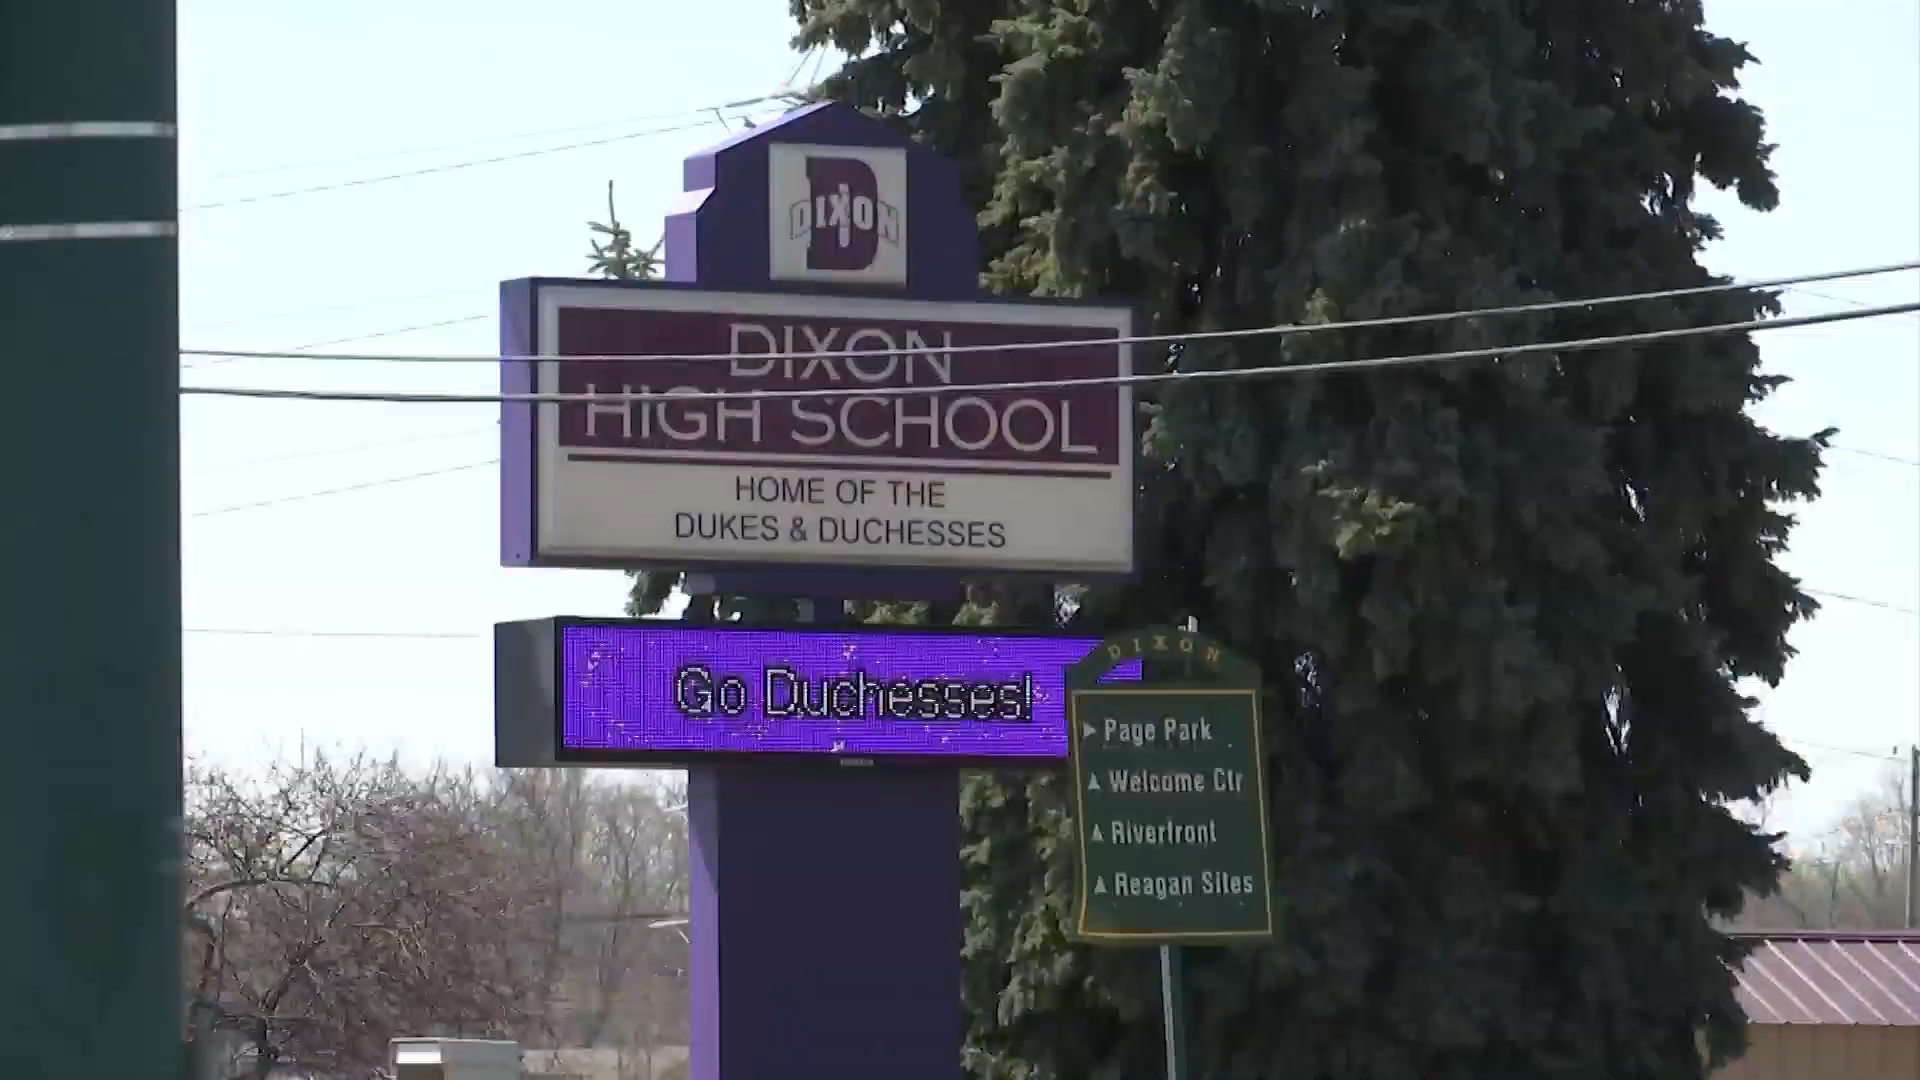 D
DIXON
DIXON
HIGH SCHOOL
HOME OF THE
DUKES & DUCHESSES
Go Duchesses!
DIXON
Page Park
Welcome Ctr
Riverfront
Reagan Sites